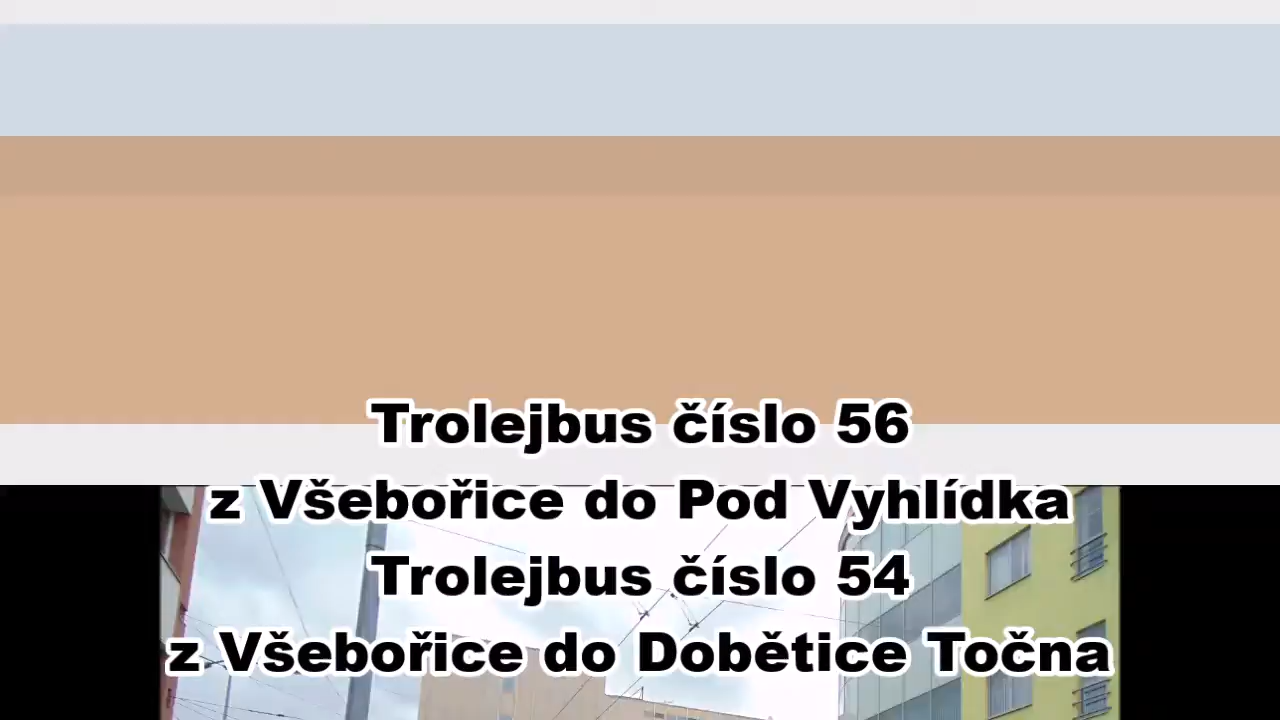 Trolejbus číslo 56
z Všebořice do Pod Vyhlídka
Trolejbus číslo 54
z Všebořice do Dobětice Točna